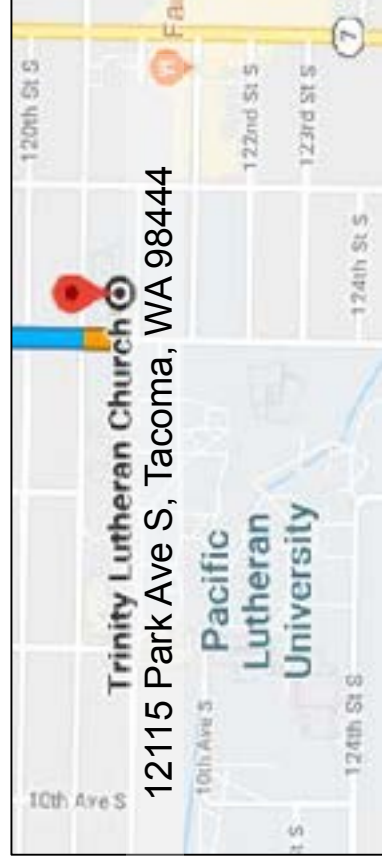 10th Ave S
120th St S
Trinity Lutheran Church
12115 Park Ave S, Tacoma, WA 98444
Fa
10th Ave S
Pacific
Lutheran
University
122nd St S
123rd St S
7
124th St S
124th St S
t S